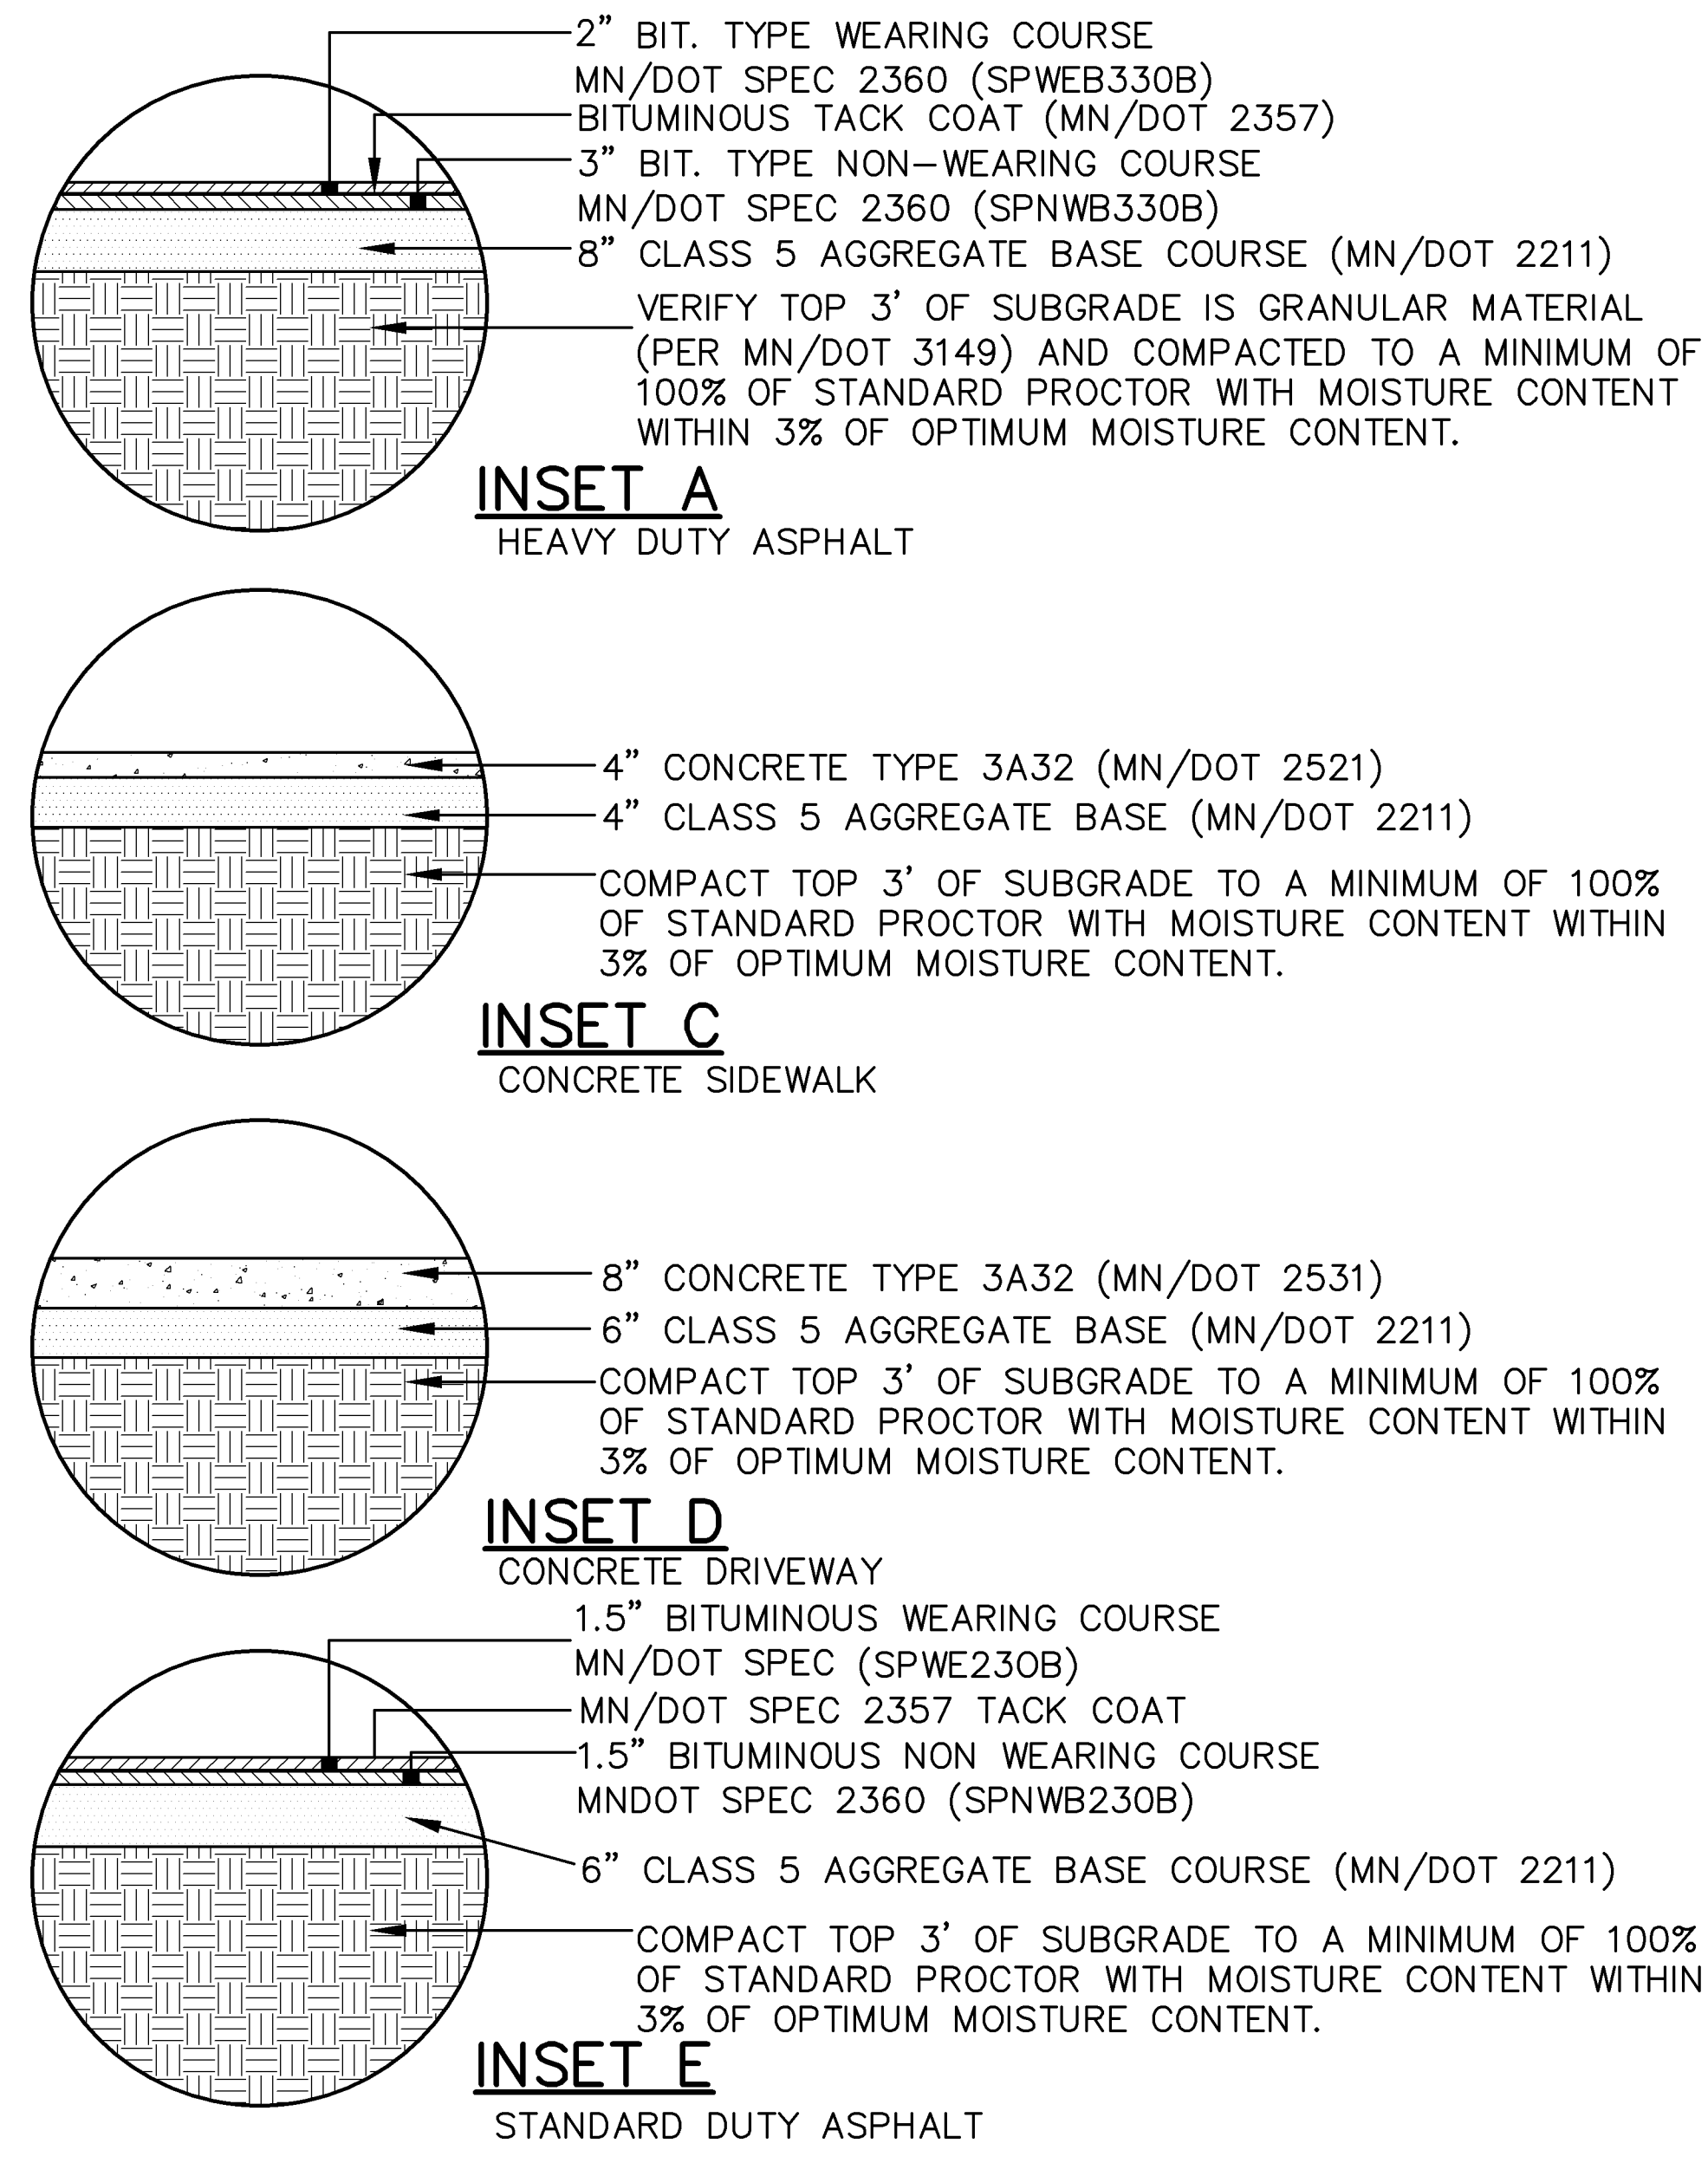 2” BIT. TYPE WEARING COURSE
MN/DOT SPEC 2360 (SPWEB330B)
BITUMINOUS TACK COAT (MN/DOT 2357)
3” BIT. TYPE NON-WEARING COURSE
MN/DOT SPEC 2360 (SPNWB330B)
8” CLASS 5 AGGREGATE BASE COURSE (MN/DOT 2211)
VERIFY TOP 3’ OF SUBGRADE IS GRANULAR MATERIAL
(PER MN/DOT 3149) AND COMPACTED TO A MINIMUM OF
100% OF STANDARD PROCTOR WITH MOISTURE CONTENT
WITHIN 3% OF OPTIMUM MOISTURE CONTENT.
INSET A
HEAVY DUTY ASPHALT
4” CONCRETE TYPE 3A32 (MN/DOT 2521)
4” CLASS 5 AGGREGATE BASE (MN/DOT 2211)
COMPACT TOP 3’ OF SUBGRADE TO A MINIMUM OF 100%
OF STANDARD PROCTOR WITH MOISTURE CONTENT WITHIN
3% OF OPTIMUM MOISTURE CONTENT.
INSET C
CONCRETE SIDEWALK
8” CONCRETE TYPE 3A32 (MN/DOT 2531)
6” CLASS 5 AGGREGATE BASE (MN/DOT 2211)
COMPACT TOP 3’ OF SUBGRADE TO A MINIMUM OF 100%
OF STANDARD PROCTOR WITH MOISTURE CONTENT WITHIN
3% OF OPTIMUM MOISTURE CONTENT.
INSET D
CONCRETE DRIVEWAY
1.5” BITUMINOUS WEARING COURSE
MN/DOT SPEC (SPWE230B)
MN/DOT SPEC 2357 TACK COAT
1.5” BITUMINOUS NON WEARING COURSE
MNDOT SPEC 2360 (SPNWB230B)
6” CLASS 5 AGGREGATE BASE COURSE (MN/DOT 2211)
COMPACT TOP 3’ OF SUBGRADE TO A MINIMUM OF 100%
OF STANDARD PROCTOR WITH MOISTURE CONTENT WITHIN
3% OF OPTIMUM MOISTURE CONTENT.
INSET E
STANDARD DUTY ASPHALT